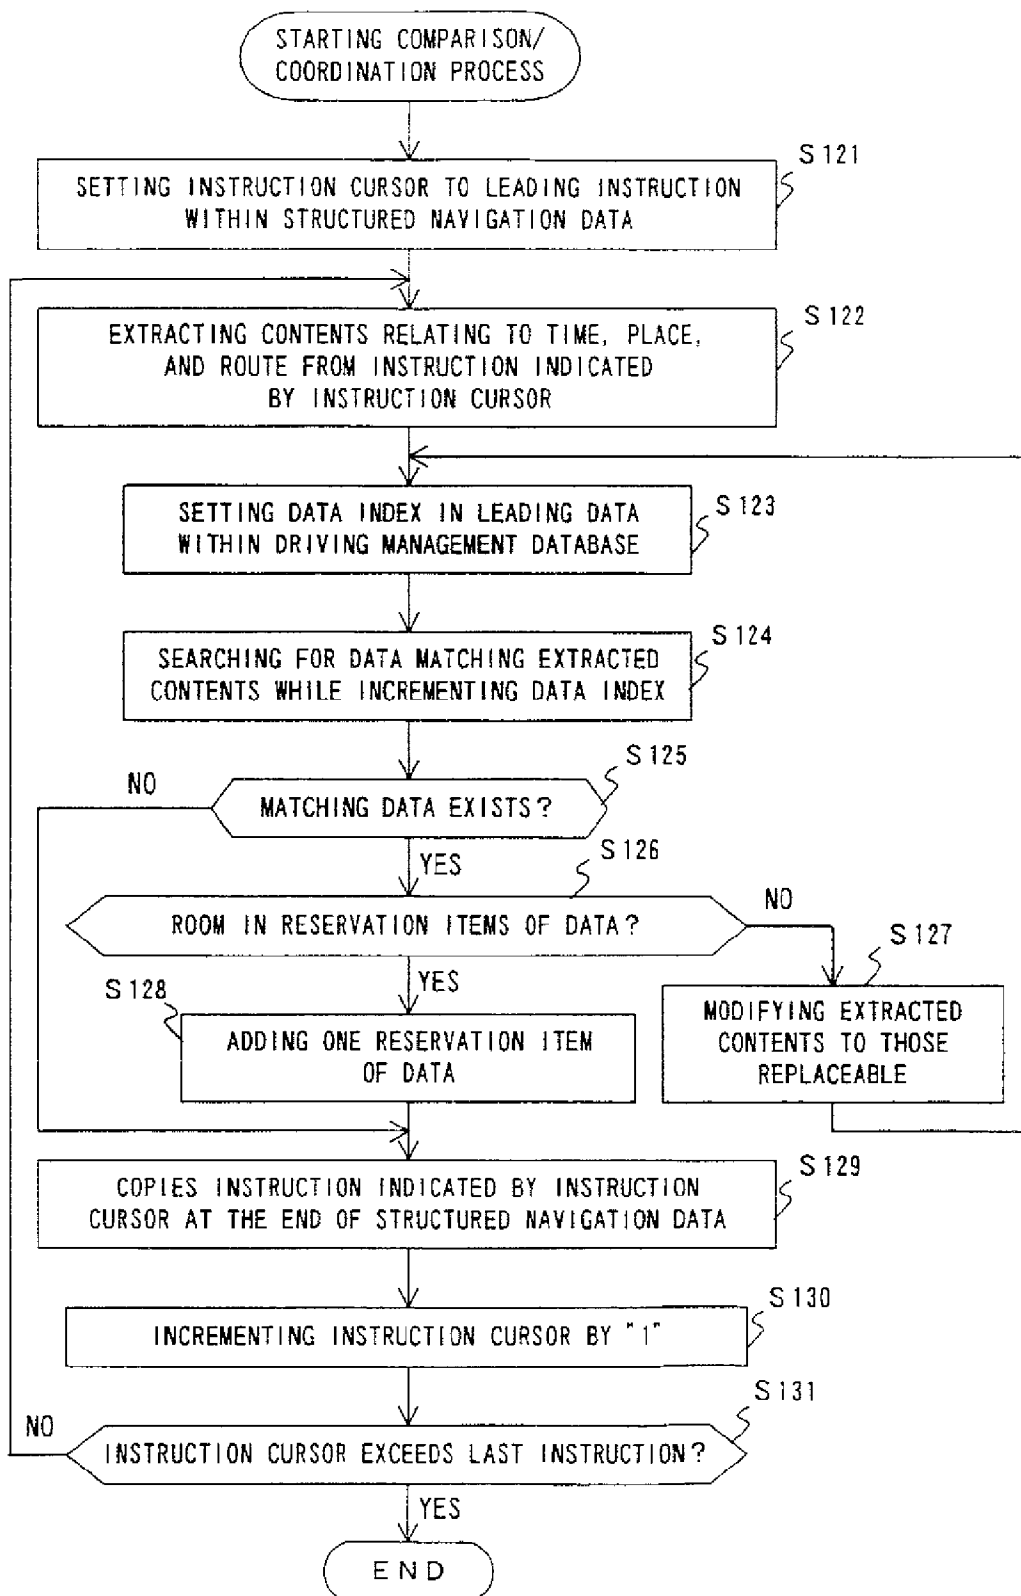 STARTING COMPARISON/
COORDINATION PROCESS
S121
SETTING INSTRUCTION CURSOR TO LEADING INSTRUCTION
WITHIN STRUCTURED NAVIGATION DATA
S122
EXTRACTING CONTENTS RELATING TO TIME, PLACE,
AND ROUTE FROM INSTRUCTION INDICATED
BY INSTRUCTION CURSOR
S123
SETTING DATA INDEX IN LEADING DATA
WITHIN DRIVING MANAGEMENT DATABASE
S124
SEARCHING FOR DATA MATCHING EXTRACTED
CONTENTS WHILE INCREMENTING DATA INDEX
S125
NO
MATCHING DATA EXISTS?
YES
S126
ROOM IN RESERVATION ITEMS OF DATA?
NO
YES
S127
MODIFYING EXTRACTED
CONTENTS TO THOSE
REPLACEABLE
S128
ADDING ONE RESERVATION ITEM
OF DATA
S129
COPIES INSTRUCTION INDICATED BY INSTRUCTION
CURSOR AT THE END OF STRUCTURED NAVIGATION DATA
S130
INCREMENTING INSTRUCTION CURSOR BY "1"
S131
NO
INSTRUCTION CURSOR EXCEEDS LAST INSTRUCTION?
YES
END